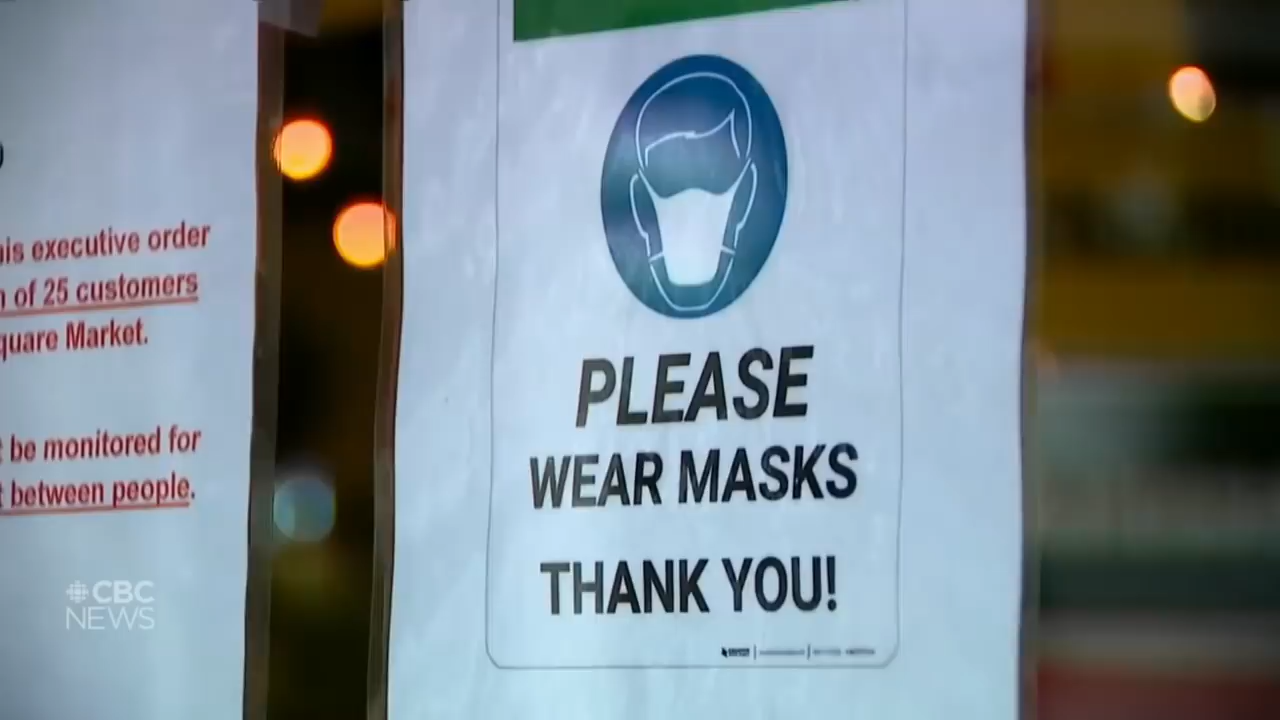 his executive order
of 25 customers
quare Market.
be monitored for
between people.
PLEASE
WEAR MASKS
THANK YOU!
CBC
NEWS